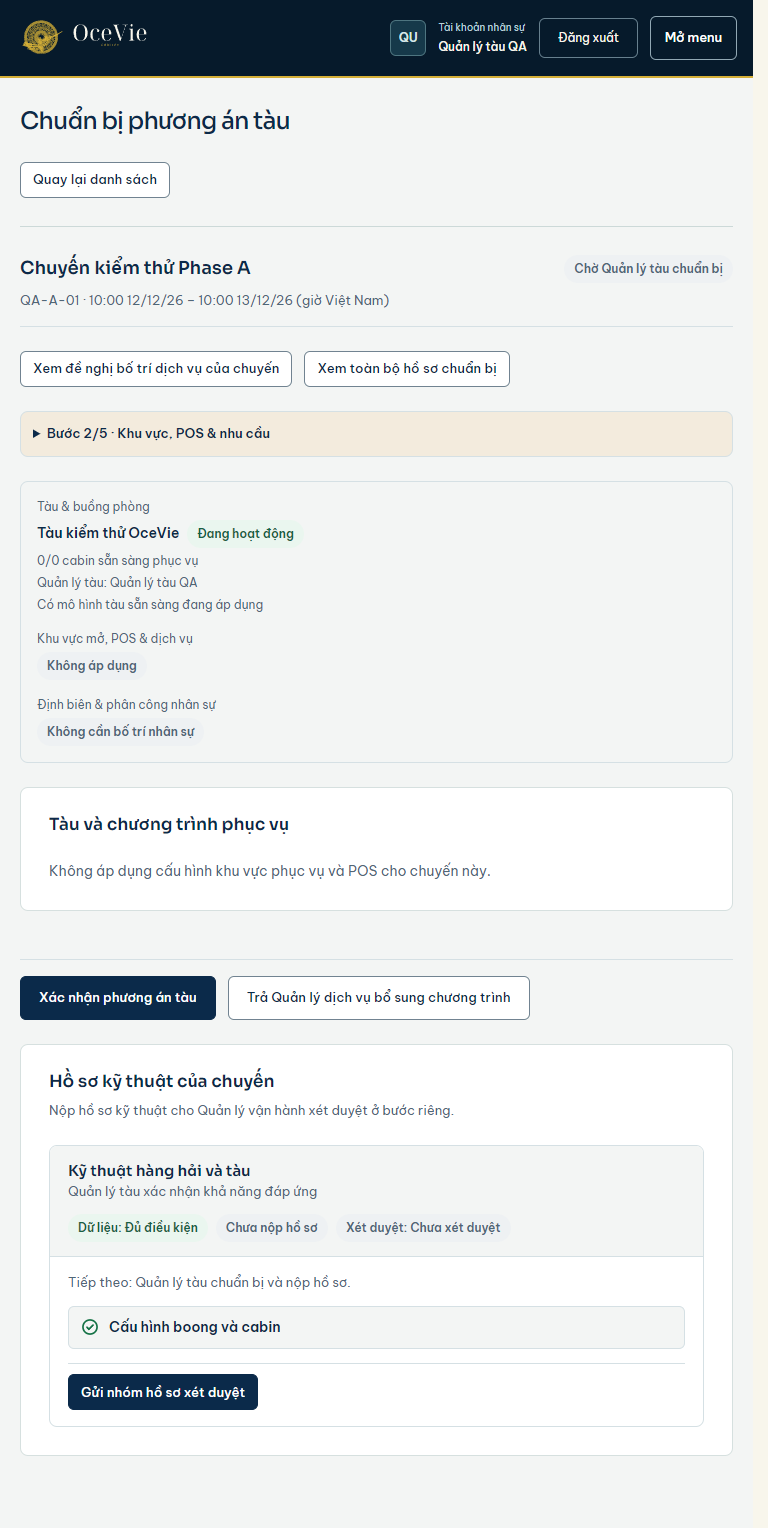 OceVie
QU
Tài khoản nhân sự
Quản lý tàu QA
Đăng xuất
Mở menu
Chuẩn bị phương án tàu
Quay lại danh sách
Chuyến kiểm thử Phase A
Chờ Quản lý tàu chuẩn bị
QA-A-01 · 10:00 12/12/26 – 10:00 13/12/26 (giờ Việt Nam)
Xem đề nghị bố trí dịch vụ của chuyến
Xem toàn bộ hồ sơ chuẩn bị
Bước 2/5 · Khu vực, POS & nhu cầu
Tàu & buồng phòng
Tàu kiểm thử OceVie
Đang hoạt động
0/0 cabin sẵn sàng phục vụ
Quản lý tàu: Quản lý tàu QA
Có mô hình tàu sẵn sàng đang áp dụng
Khu vực mở, POS & dịch vụ
Không áp dụng
Định biên & phân công nhân sự
Không cần bố trí nhân sự
Tàu và chương trình phục vụ
Không áp dụng cấu hình khu vực phục vụ và POS cho chuyến này.
Xác nhận phương án tàu
Trả Quản lý dịch vụ bổ sung chương trình
Hồ sơ kỹ thuật của chuyến
Nộp hồ sơ kỹ thuật cho Quản lý vận hành xét duyệt ở bước riêng.
Kỹ thuật hàng hải và tàu
Quản lý tàu xác nhận khả năng đáp ứng
Dữ liệu: Đủ điều kiện
Chưa nộp hồ sơ
Xét duyệt: Chưa xét duyệt
Tiếp theo: Quản lý tàu chuẩn bị và nộp hồ sơ.
Cấu hình boong và cabin
Gửi nhóm hồ sơ xét duyệt